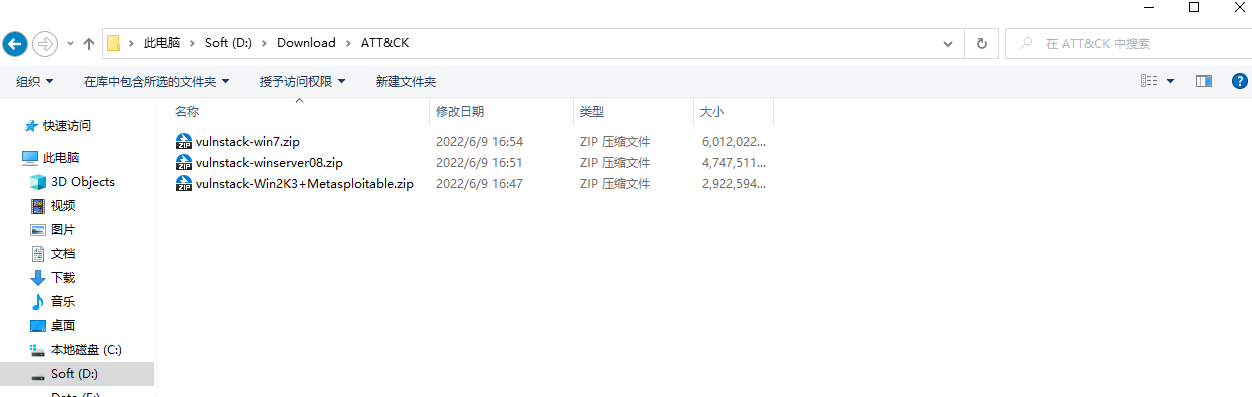 此电脑 Soft (D:) Download ATT&CK 在 ATT&CK 中搜索
组织 在库中包含所选的文件夹 授予访问权限 新建文件夹
名称 修改日期 类型 大小
快速访问
vulnstack-win7.zip 2022/6/9 16:54 ZIP 压缩文件 6,012,022...
此电脑
vulnstack-winserver08.zip 2022/6/9 16:51 ZIP 压缩文件 4,747,511...
3D Objects
vulnstack-Win2K3+Metasploitable.zip 2022/6/9 16:47 ZIP 压缩文件 2,922,594...
视频
图片
文档
下载
音乐
桌面
本地磁盘 (C:)
Soft (D:)